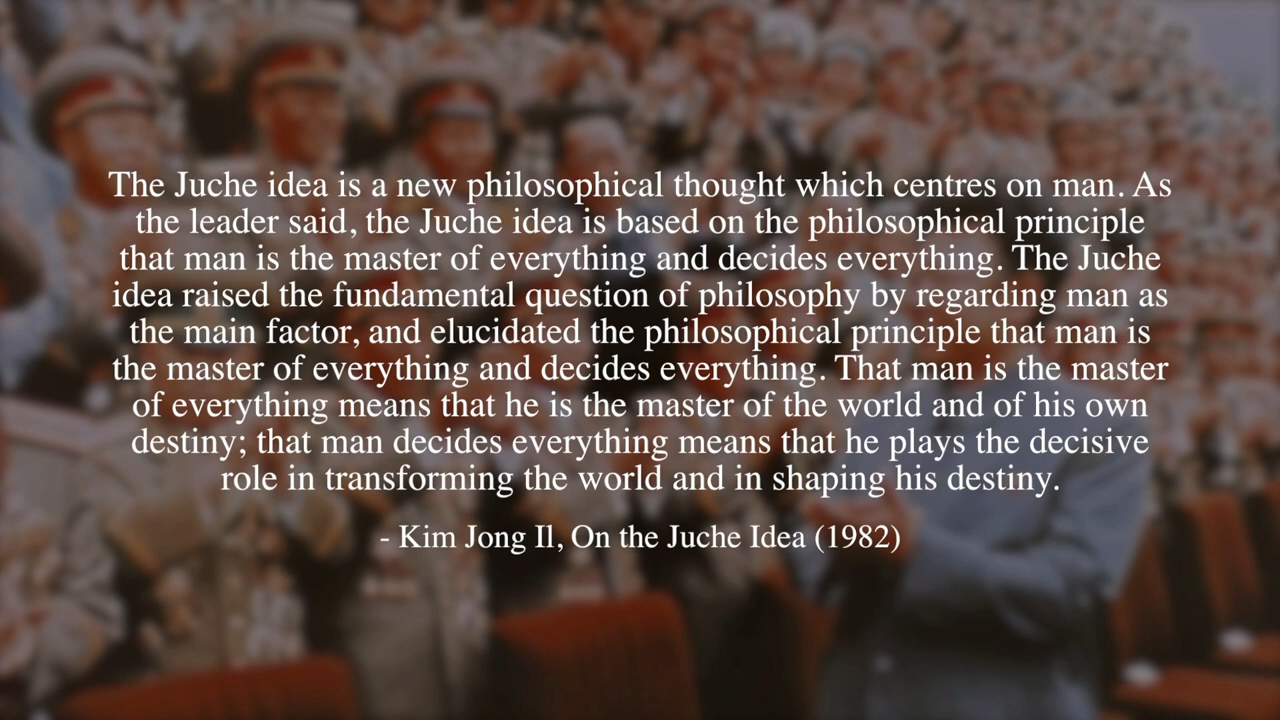 The Juche idea is a new philosophical thought which centres on man. As
the leader said, the Juche idea is based on the philosophical principle
that man is the master of everything and decides everything. The Juche
idea raised the fundamental question of philosophy by regarding man as
the main factor, and elucidated the philosophical principle that man is
the master of everything and decides everything. That man is the master
of everything means that he is the master of the world and of his own
destiny; that man decides everything means that he plays the decisive
role in transforming the world and in shaping his destiny.
- Kim Jong Il, On the Juche Idea (1982)